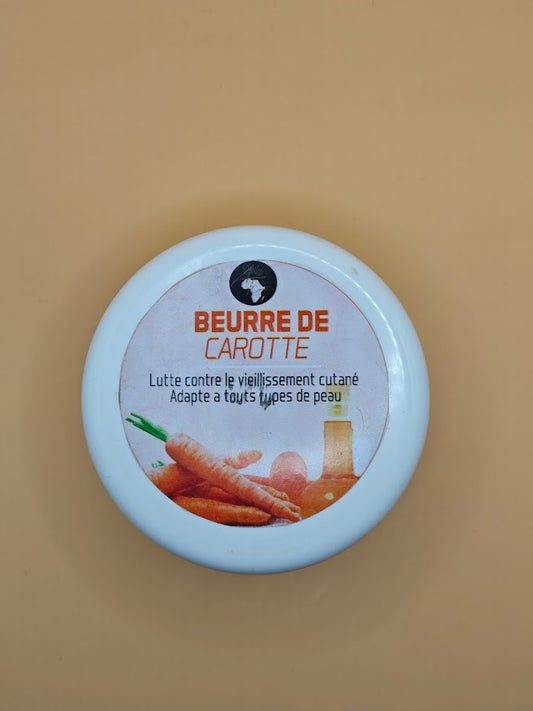 BEURRE DE
CAROTTE
Lutte contre le vieillissement cutané
Adapte a touts types de peau